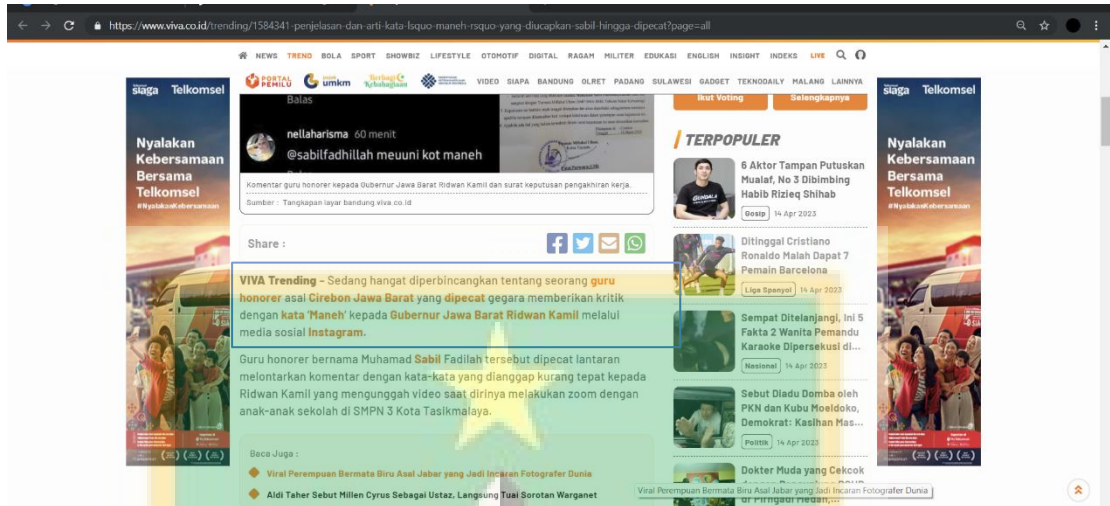 https://www.viva.co.id/trending/1584341-penjelasan-dan-arti-kata-lsquo-maneh-rsquo-yang-diucapkan-sabil-hingga-dipecat?page=all
NEWS TREND BOLA SPORT SHOWBIZ LIFESTYLE OTOMOTIF DIGITAL RAGAM MILITER EDUKASI ENGLISH INSIGHT INDEKS LIVE
PORTAL PEMILU umkm Berbagi Kebahagiaan VIDEO SIAPA BANDUNG OLRET PADANG SULAWESI GADGET TEKNODAILY MALANG LAINNYA
siaga Telkomsel
Nyalakan
Kebersamaan
Bersama
Telkomsel
#NyalakanKebersamaan
Balas
nellaharisma 60 menit
@sabilfadhillah meuuni kot maneh
Komentar guru honorer kepada Gubernur Jawa Barat Ridwan Kamil dan surat keputusan pengakhiran kerja.
Sumber : Tangkapan layar bandung.viva.co.id
Share :
VIVA Trending – Sedang hangat diperbincangkan tentang seorang guru
honorer asal Cirebon Jawa Barat yang dipecat gegara memberikan kritik
dengan kata 'Maneh' kepada Gubernur Jawa Barat Ridwan Kamil melalui
media sosial Instagram.
Guru honorer bernama Muhamad Sabil Fadilah tersebut dipecat lantaran
melontarkan komentar dengan kata-kata yang dianggap kurang tepat kepada
Ridwan Kamil yang mengunggah video saat dirinya melakukan zoom dengan
anak-anak sekolah di SMPN 3 Kota Tasikmalaya.
Baca Juga :
Viral Perempuan Bermata Biru Asal Jabar yang Jadi Incaran Fotografer Dunia
Aldi Taher Sebut Millen Cyrus Sebagai Ustaz, Langsung Tuai Sorotan Warganet
Ikut Voting Selengkapnya
TERPOPULER
6 Aktor Tampan Putuskan
Mualaf, No 3 Dibimbing
Habib Rizieq Shihab
Gosip 14 Apr 2023
Ditinggal Cristiano
Ronaldo Malah Dapat 7
Pemain Barcelona
Liga Spanyol 14 Apr 2023
Sempat Ditelanjangi, Ini 5
Fakta 2 Wanita Pemandu
Karaoke Dipersekusi di...
Nasional 14 Apr 2023
Sebut Diadu Domba oleh
PKN dan Kubu Moeldoko,
Demokrat: Kasihan Mas...
Politik 14 Apr 2023
Dokter Muda yang Cekcok
di Pirngadi Medan,...
Viral Perempuan Bermata Biru Asal Jabar yang Jadi Incaran Fotografer Dunia
siaga Telkomsel
Nyalakan
Kebersamaan
Bersama
Telkomsel
#NyalakanKebersamaan